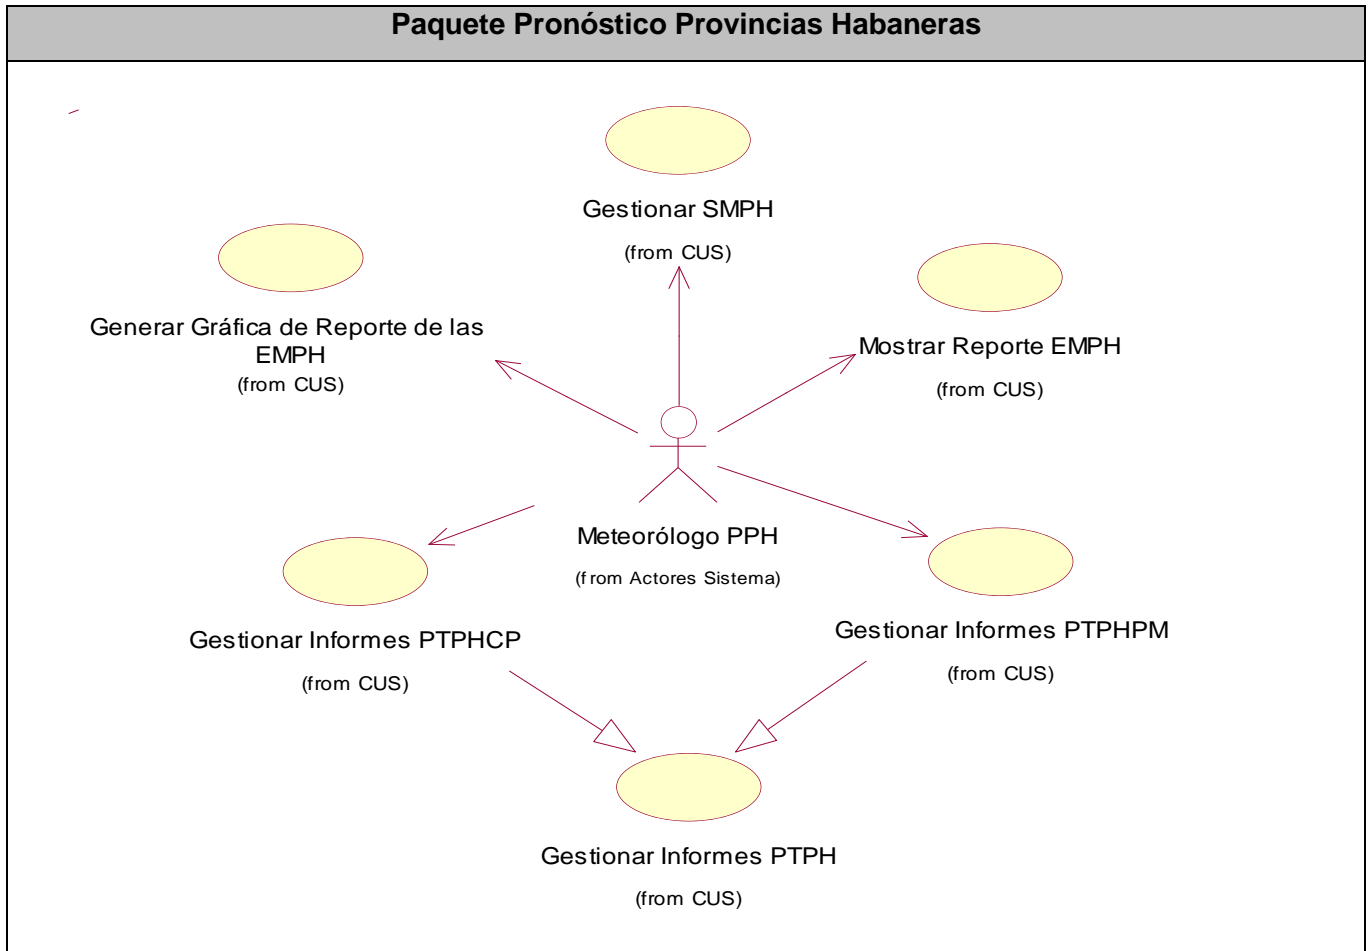 Paquete Pronóstico Provincias Habaneras
Gestionar SMPH
(from CUS)
Generar Gráfica de Reporte de las
EMPH
(from CUS)
Mostrar Reporte EMPH
(from CUS)
Meteorólogo PPH
(from Actores Sistema)
Gestionar Informes PTPHCP
(from CUS)
Gestionar Informes PTPHPM
(from CUS)
Gestionar Informes PTPH
(from CUS)